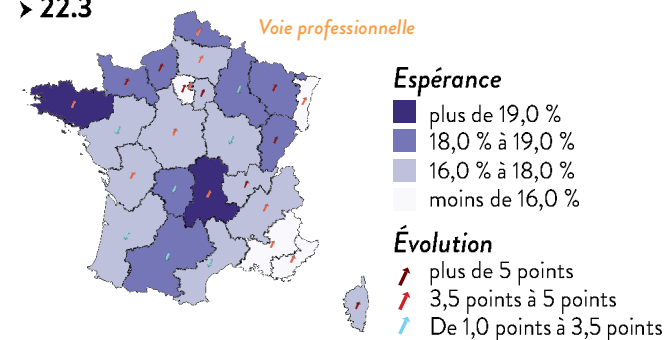 ➤ 22.3
Voie professionnelle
Espérance
plus de 19,0 %
18,0 % à 19,0 %
16,0 % à 18,0 %
moins de 16,0 %
Évolution
plus de 5 points
3,5 points à 5 points
De 1,0 points à 3,5 points